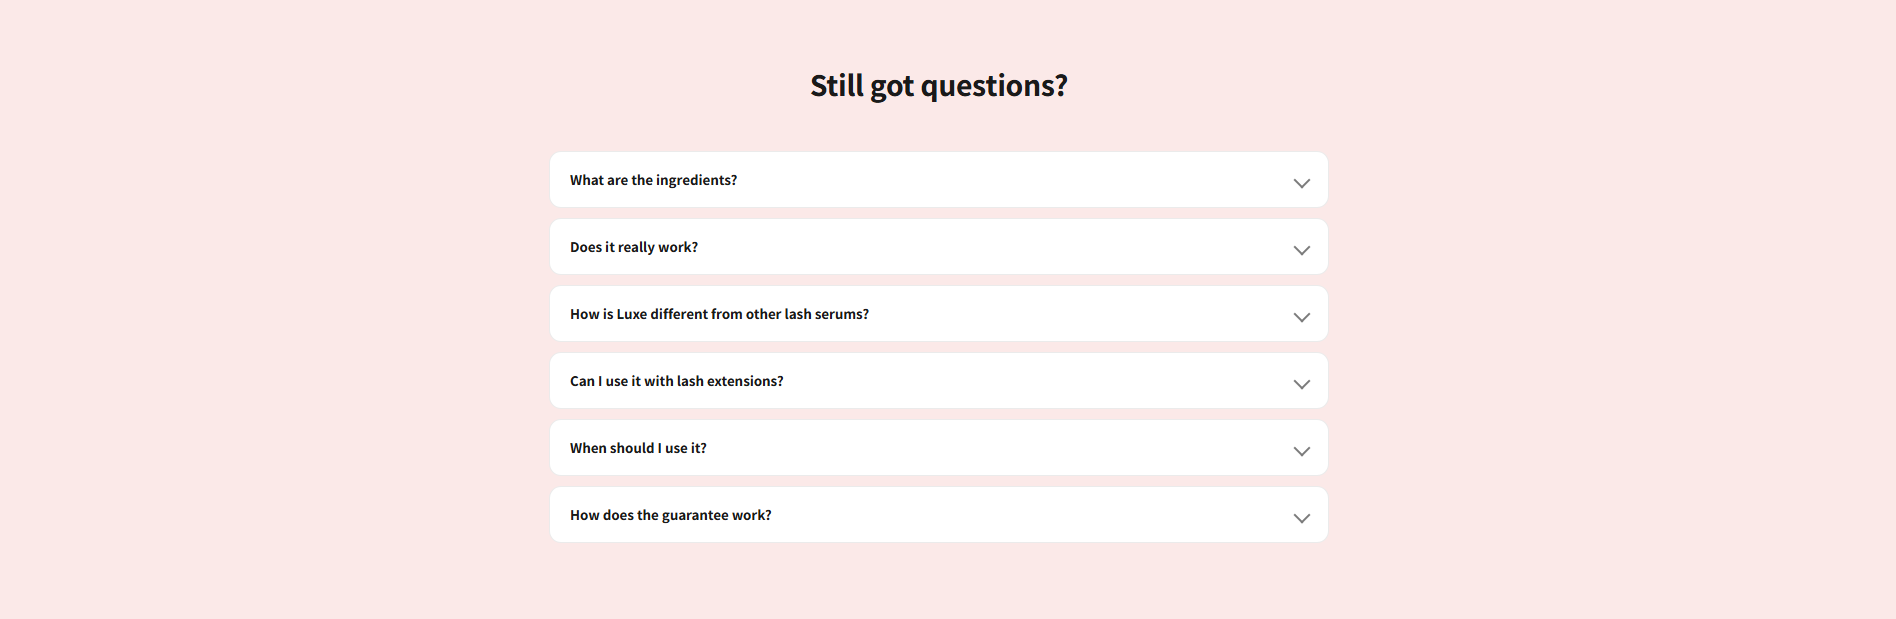 Still got questions?
What are the ingredients?
Does it really work?
How is Luxe different from other lash serums?
Can I use it with lash extensions?
When should I use it?
How does the guarantee work?